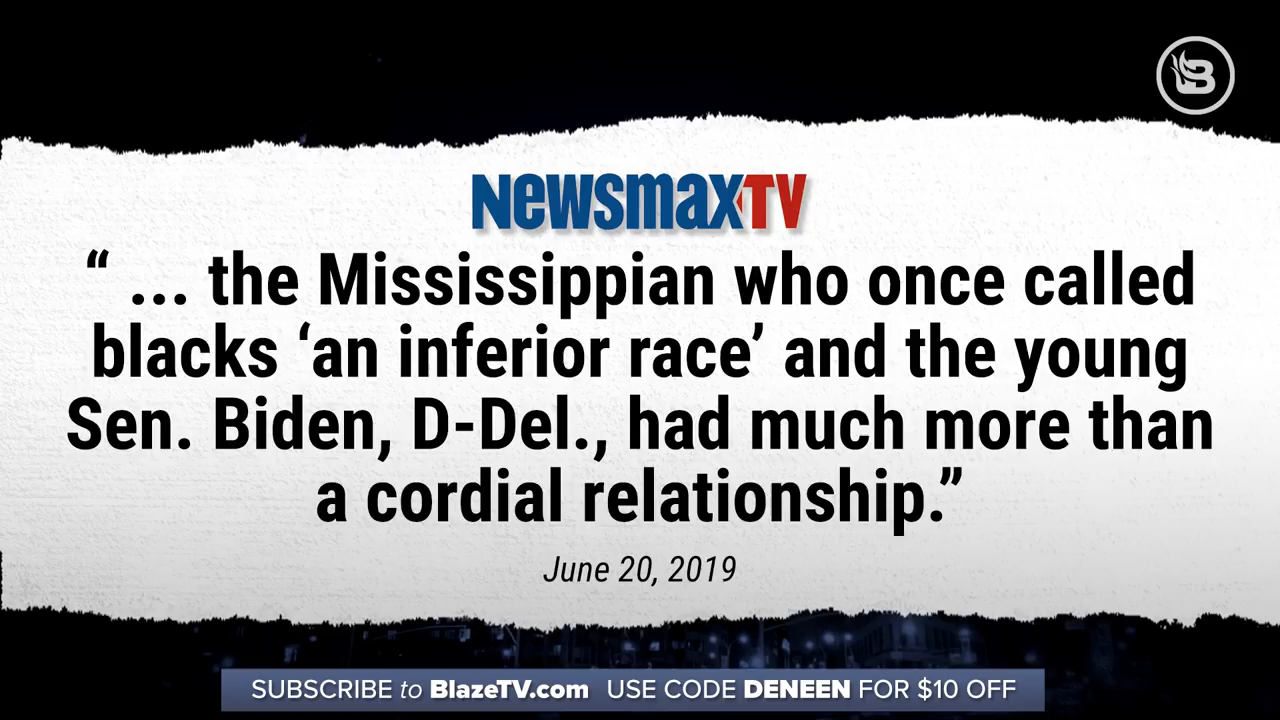 NEWSMAXTV
“ ... the Mississippian who once called
blacks ‘an inferior race’ and the young
Sen. Biden, D-Del., had much more than
a cordial relationship.”
June 20, 2019
SUBSCRIBE to BlazeTV.com USE CODE DENEEN FOR $10 OFF
B